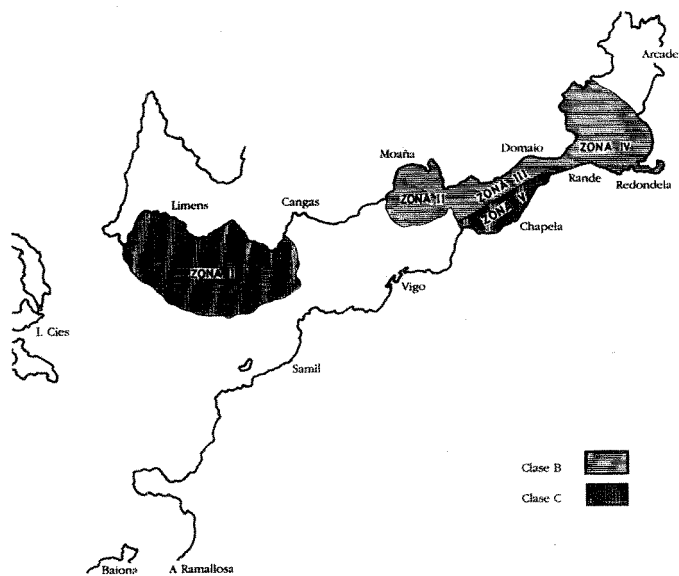 Arcade
Domaio
Moaña
ZONA IV
ZONA III
Rande
Redondela
Limens
Cangas
ZONA II
ZONA V
Chapela
ZONA I
Vigo
I. Cies
Samil
Clase B
Clase C
Baiona
A Ramallosa